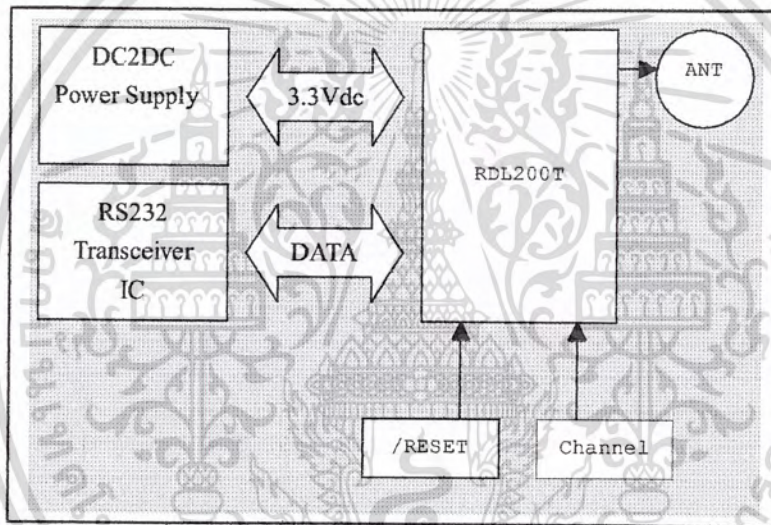 DC2DC
Power Supply
3.3Vdc
RDL200T
ANT
RS232
Transceiver
IC
DATA
/RESET
Channel